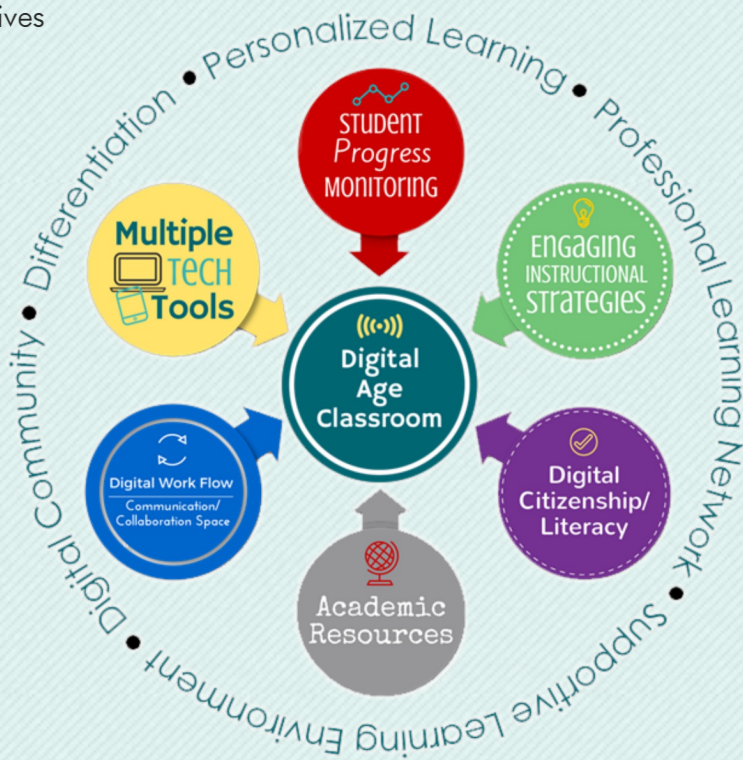 ives
Personalized Learning • Professional Learning Network • Supportive Learning Environment • Digital Community • Differentiation •
STUDENT
Progress
MONITORING
Multiple
TECH
Tools
ENGAGING
INSTRUCTIONAL
STRATEGIES
Digital
Age
Classroom
Digital Work Flow
Communication/
Collaboration Space
Digital
Citizenship/
Literacy
Academic
Resources